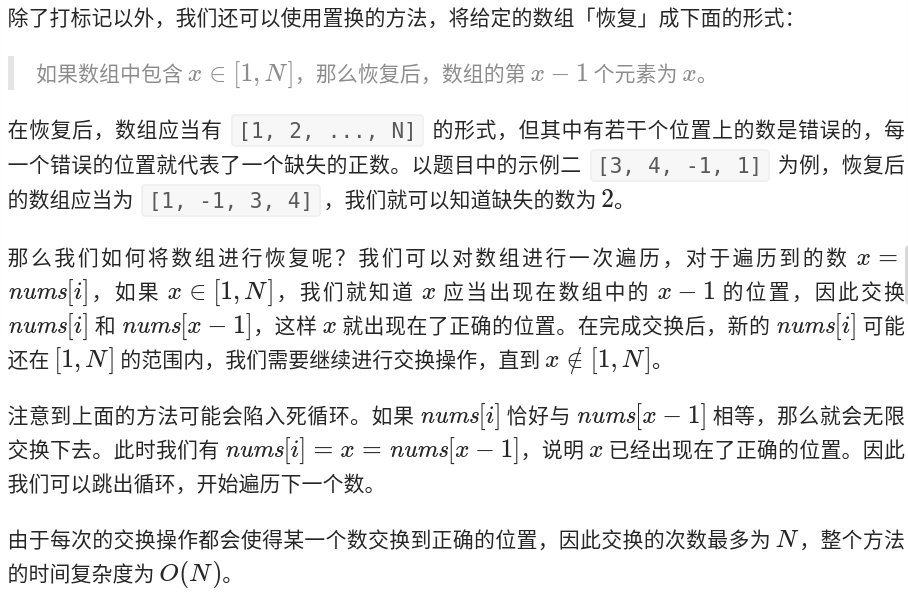 除了打标记以外，我们还可以使用置换的方法，将给定的数组「恢复」成下面的形式：
如果数组中包含 x ∈ [1, N]，那么恢复后，数组的第 x − 1 个元素为 x。
在恢复后，数组应当有 [1, 2, ..., N] 的形式，但其中有若干个位置上的数是错误的，每
一个错误的位置就代表了一个缺失的正数。以题目中的示例二 [3, 4, -1, 1] 为例，恢复后
的数组应当为 [1, -1, 3, 4]，我们就可以知道缺失的数为 2。
那么我们如何将数组进行恢复呢？我们可以对数组进行一次遍历，对于遍历到的数 x =
nums[i]，如果 x ∈ [1, N]，我们就知道 x 应当出现在数组中的 x − 1 的位置，因此交换
nums[i] 和 nums[x − 1]，这样 x 就出现在了正确的位置。在完成交换后，新的 nums[i] 可能
还在 [1, N] 的范围内，我们需要继续进行交换操作，直到 x ∉ [1, N]。
注意到上面的方法可能会陷入死循环。如果 nums[i] 恰好与 nums[x − 1] 相等，那么就会无限
交换下去。此时我们有 nums[i] = x = nums[x − 1]，说明 x 已经出现在了正确的位置。因此
我们可以跳出循环，开始遍历下一个数。
由于每次的交换操作都会使得某一个数交换到正确的位置，因此交换的次数最多为 N，整个方法
的时间复杂度为 O(N)。